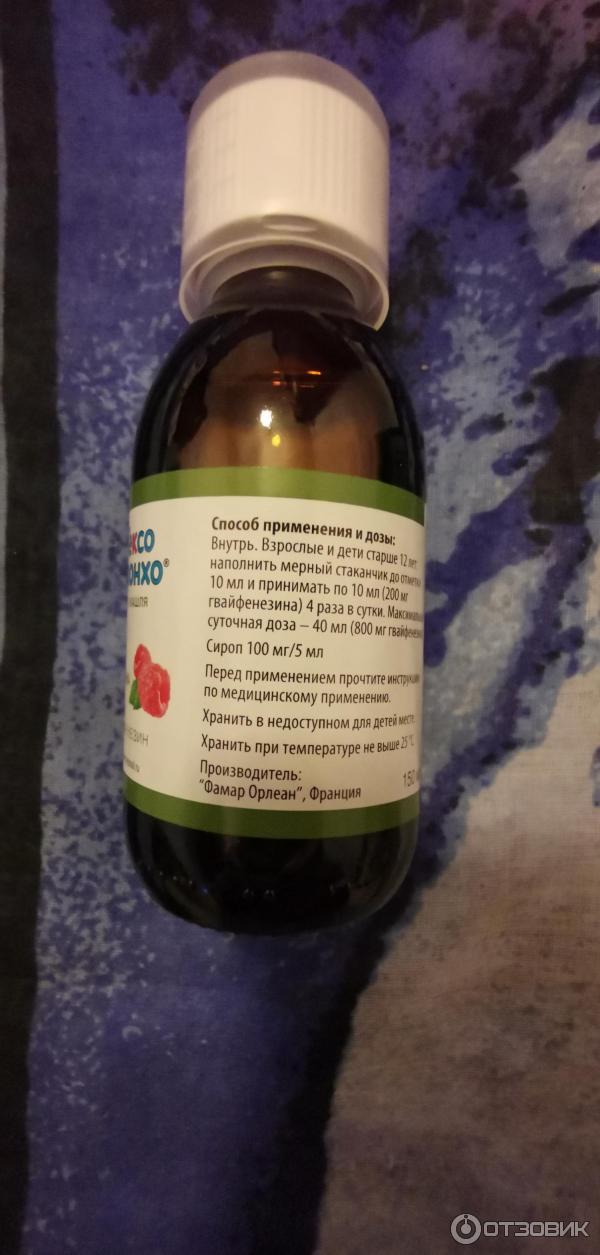 ксо
онхо®
кашля
Способ применения и дозы:
Внутрь. Взрослые и дети старше 12 лет:
наполнить мерный стаканчик до отметки
10 мл и принимать по 10 мл (200 мг
гвайфенезина) 4 раза в сутки. Максимальная
суточная доза – 40 мл (800 мг гвайфенезина
Сироп 100 мг/5 мл
Перед применением прочтите инструкцию
по медицинскому применению.
Хранить в недоступном для детей месте.
Хранить при температуре не выше 25 °C
Производитель:
"Фамар Орлеан", Франция
150
ОТЗОВИК